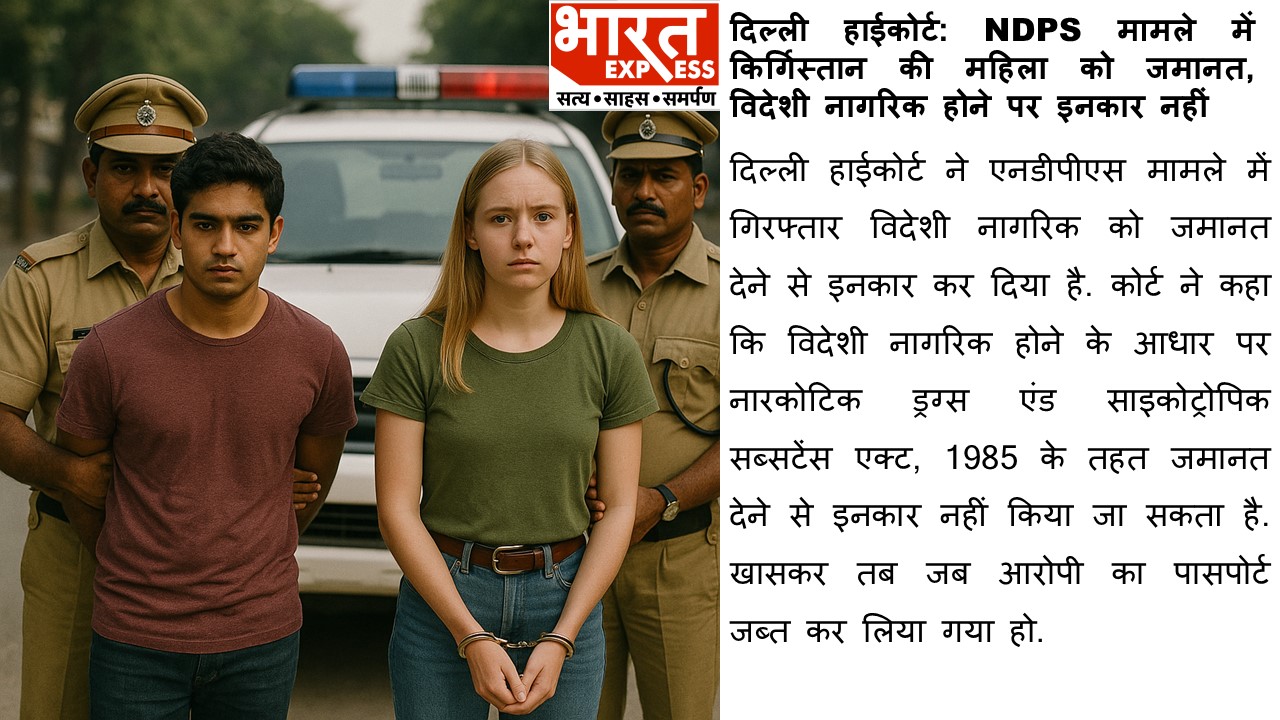 भारत
EXPRESS
सत्य•साहस•समर्पण
दिल्ली हाईकोर्ट: NDPS मामले में
किर्गिस्तान की महिला को जमानत,
विदेशी नागरिक होने पर इनकार नहीं
दिल्ली हाईकोर्ट ने एनडीपीएस मामले में
गिरफ्तार विदेशी नागरिक को जमानत
देने से इनकार कर दिया है. कोर्ट ने कहा
कि विदेशी नागरिक होने के आधार पर
नारकोटिक ड्रग्स एंड साइकोट्रोपिक
सब्सटेंस एक्ट, 1985 के तहत जमानत
देने से इनकार नहीं किया जा सकता है.
खासकर तब जब आरोपी का पासपोर्ट
जब्त कर लिया गया हो.